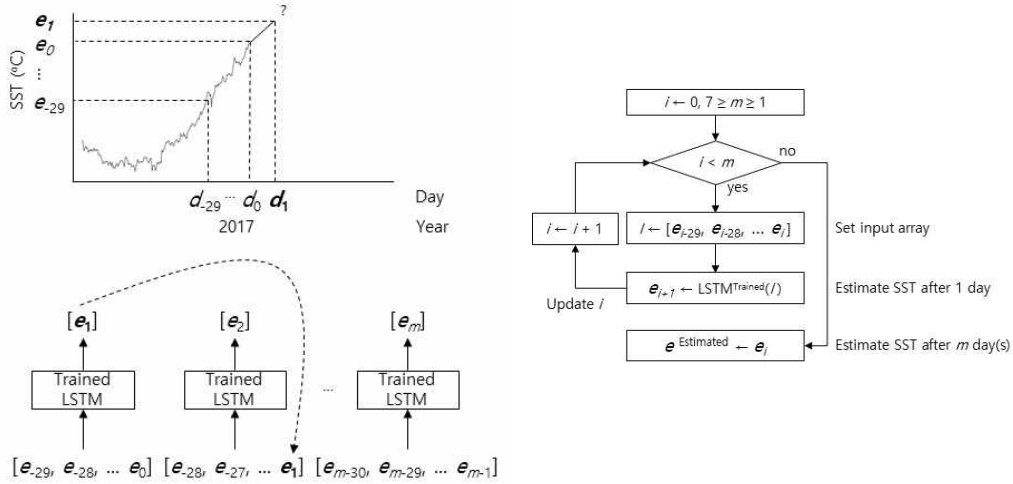 ?
e1
e0
...
e-29
SST (ºC)
d-29 ... d0 d1 Day
2017 Year
[e1] [e2] [em]
Trained LSTM
Trained LSTM
...
Trained LSTM
[e-29, e-28, ... e0] [e-28, e-27, ... e1] [em-30, em-29, ... em-1]
i ← 0, 7 ≥ m ≥ 1
i < m
no
yes
i ← i + 1
I ← [ei-29, ei-28, ... ei]
Set input array
Update i
ei+1 ← LSTMTrained(I)
Estimate SST after 1 day
eEstimated ← ei
Estimate SST after m day(s)